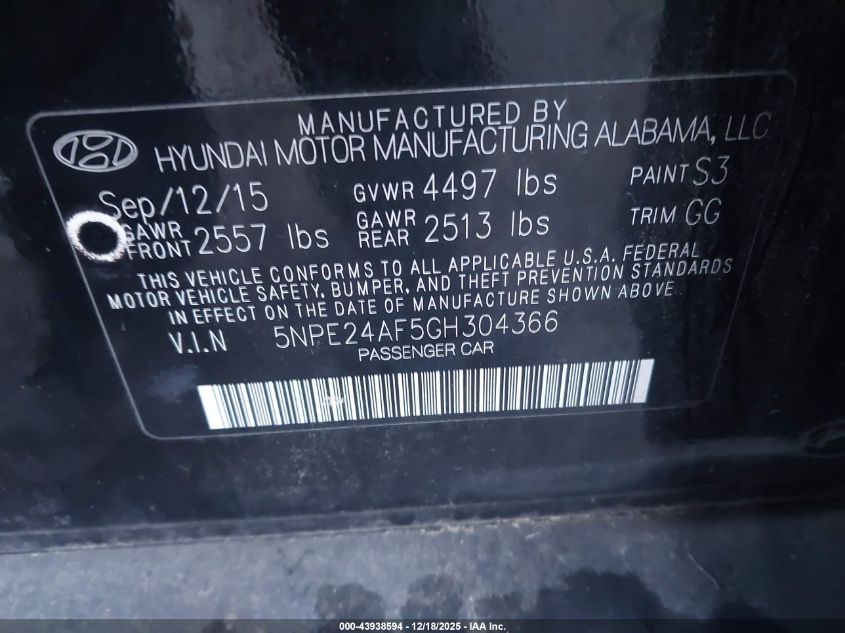 MANUFACTURED BY
HYUNDAI MOTOR MANUFACTURING ALABAMA, LLC
Sep/12/15 GVWR 4497 lbs PAINT S3
GAWR FRONT 2557 lbs GAWR REAR 2513 lbs TRIM GG
THIS VEHICLE CONFORMS TO ALL APPLICABLE U.S.A. FEDERAL
MOTOR VEHICLE SAFETY, BUMPER, AND THEFT PREVENTION STANDARDS
IN EFFECT ON THE DATE OF MANUFACTURE SHOWN ABOVE.
V.I.N 5NPE24AF5GH304366
PASSENGER CAR
000-43938594 - 12/18/2025 - IAA Inc.